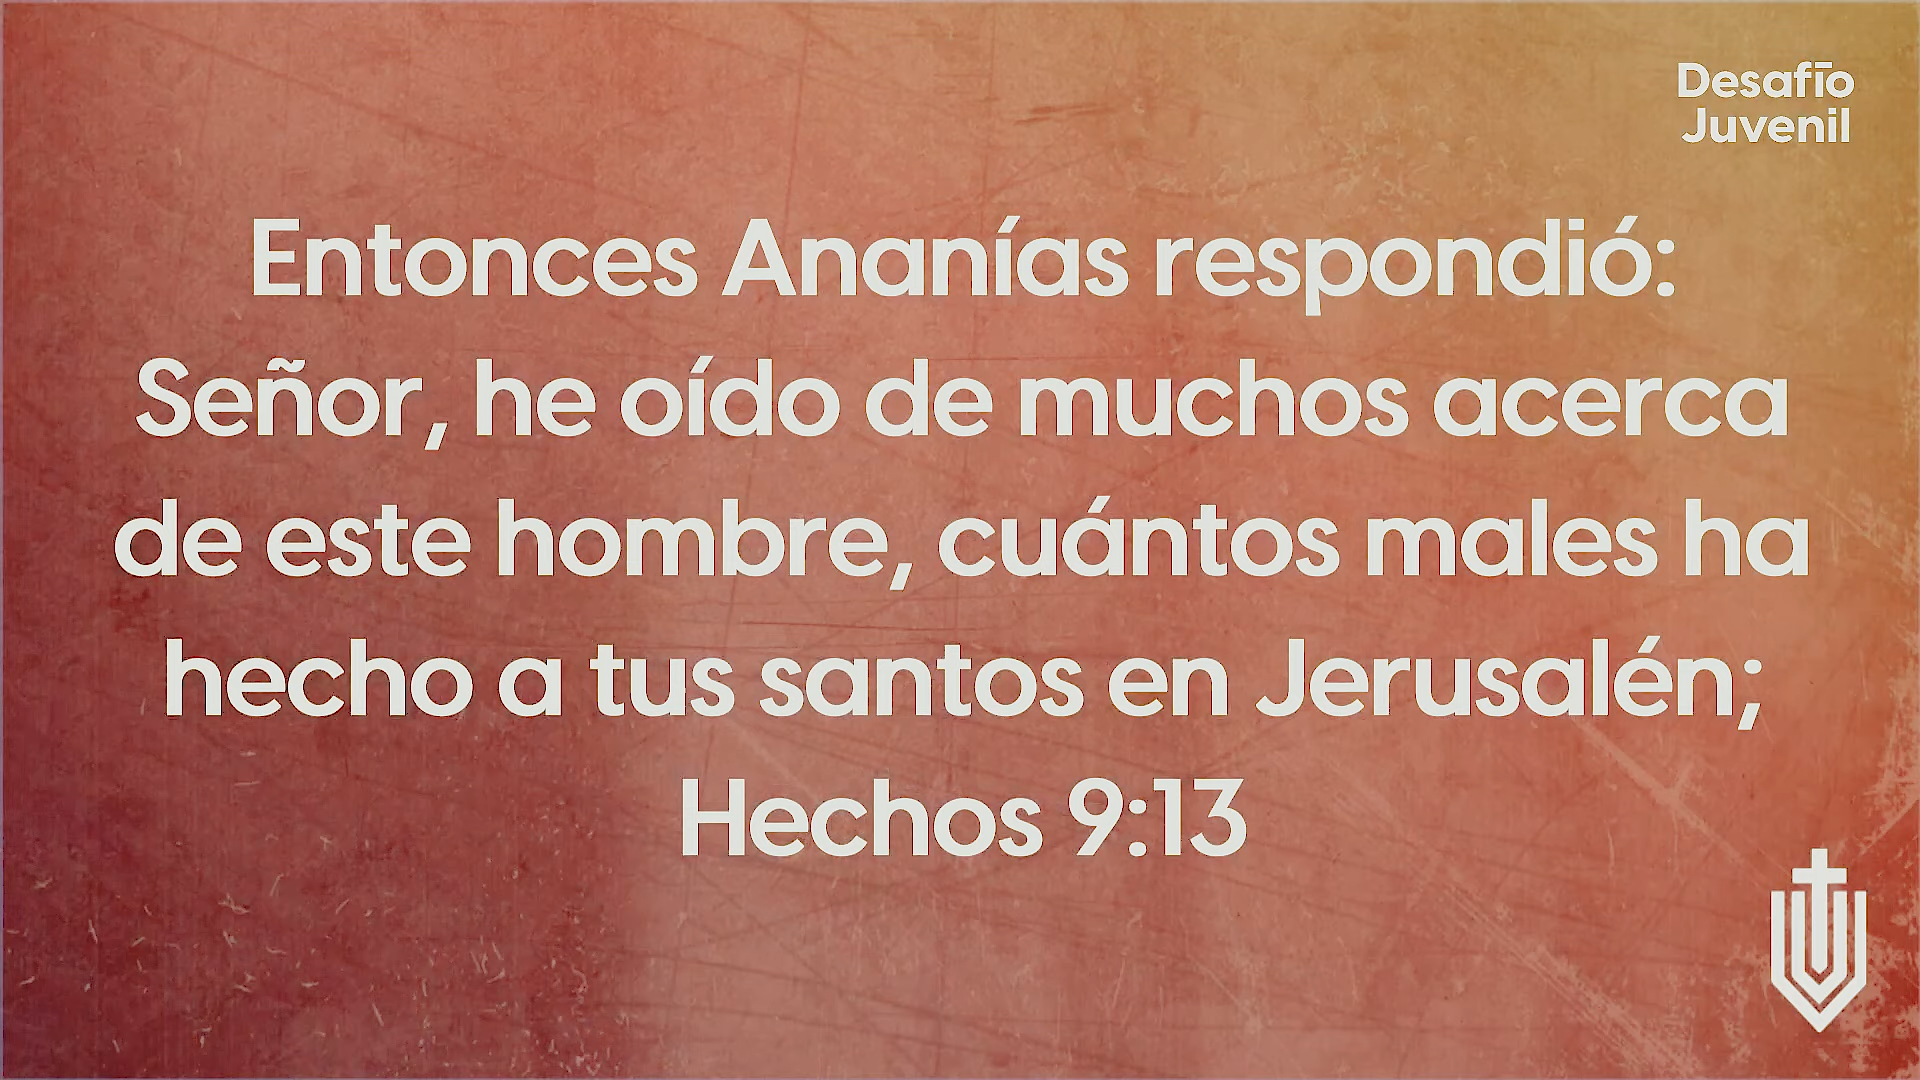 Desafío
Juvenil
Entonces Ananías respondió:
Señor, he oído de muchos acerca
de este hombre, cuántos males ha
hecho a tus santos en Jerusalén;
Hechos 9:13